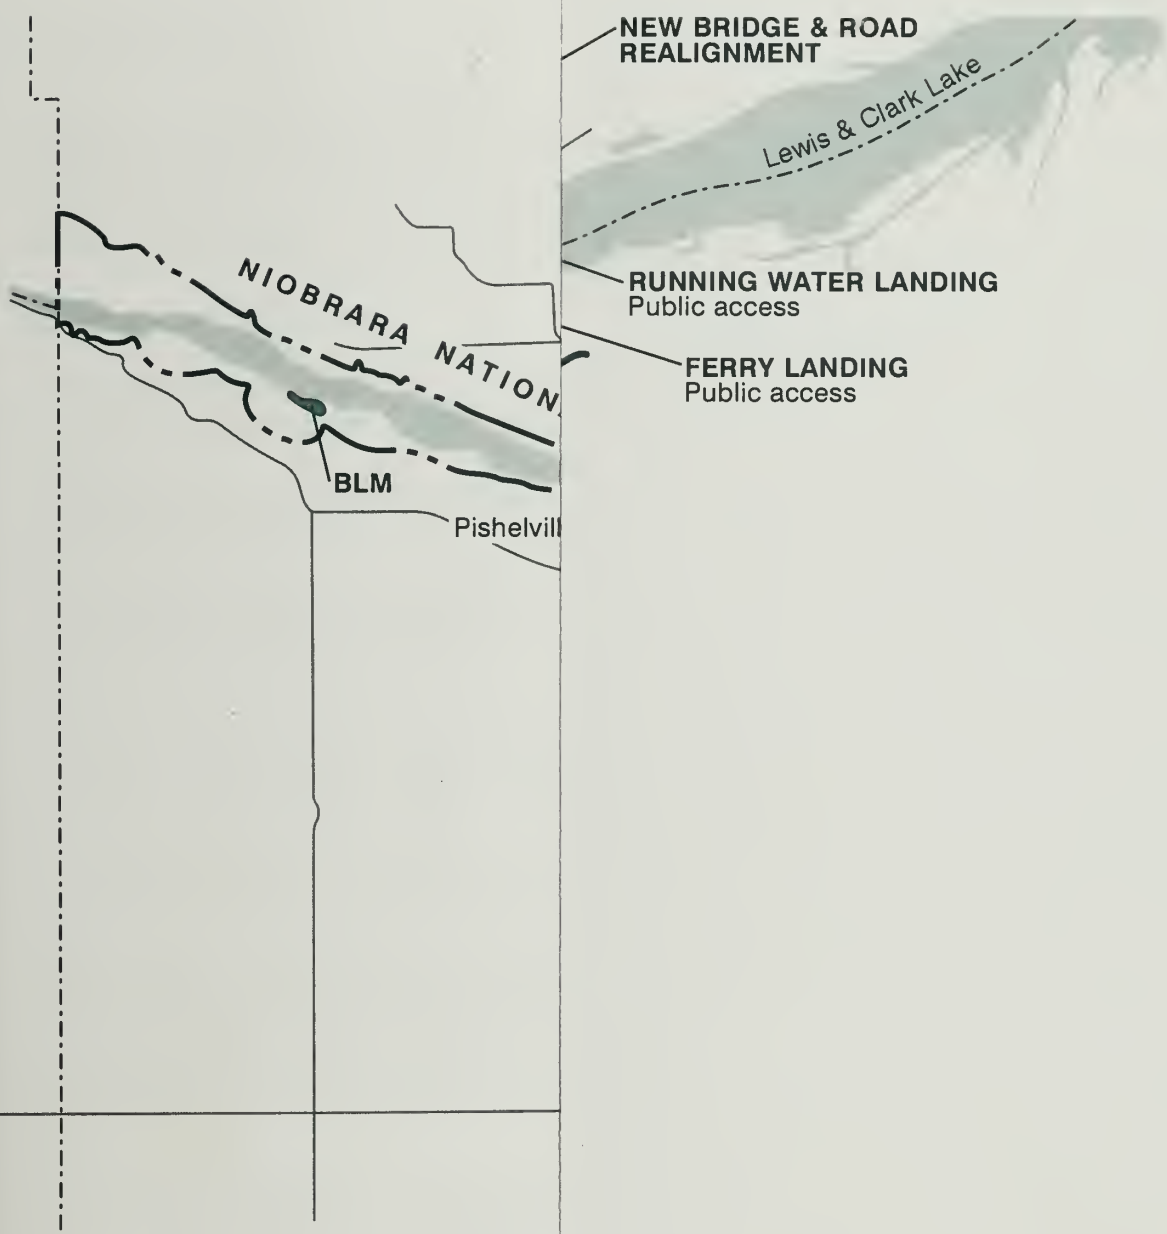 NEW BRIDGE & ROAD
REALIGNMENT
Lewis & Clark Lake
RUNNING WATER LANDING
Public access
FERRY LANDING
Public access
NIOBRARA NATION
BLM
Pishelvill